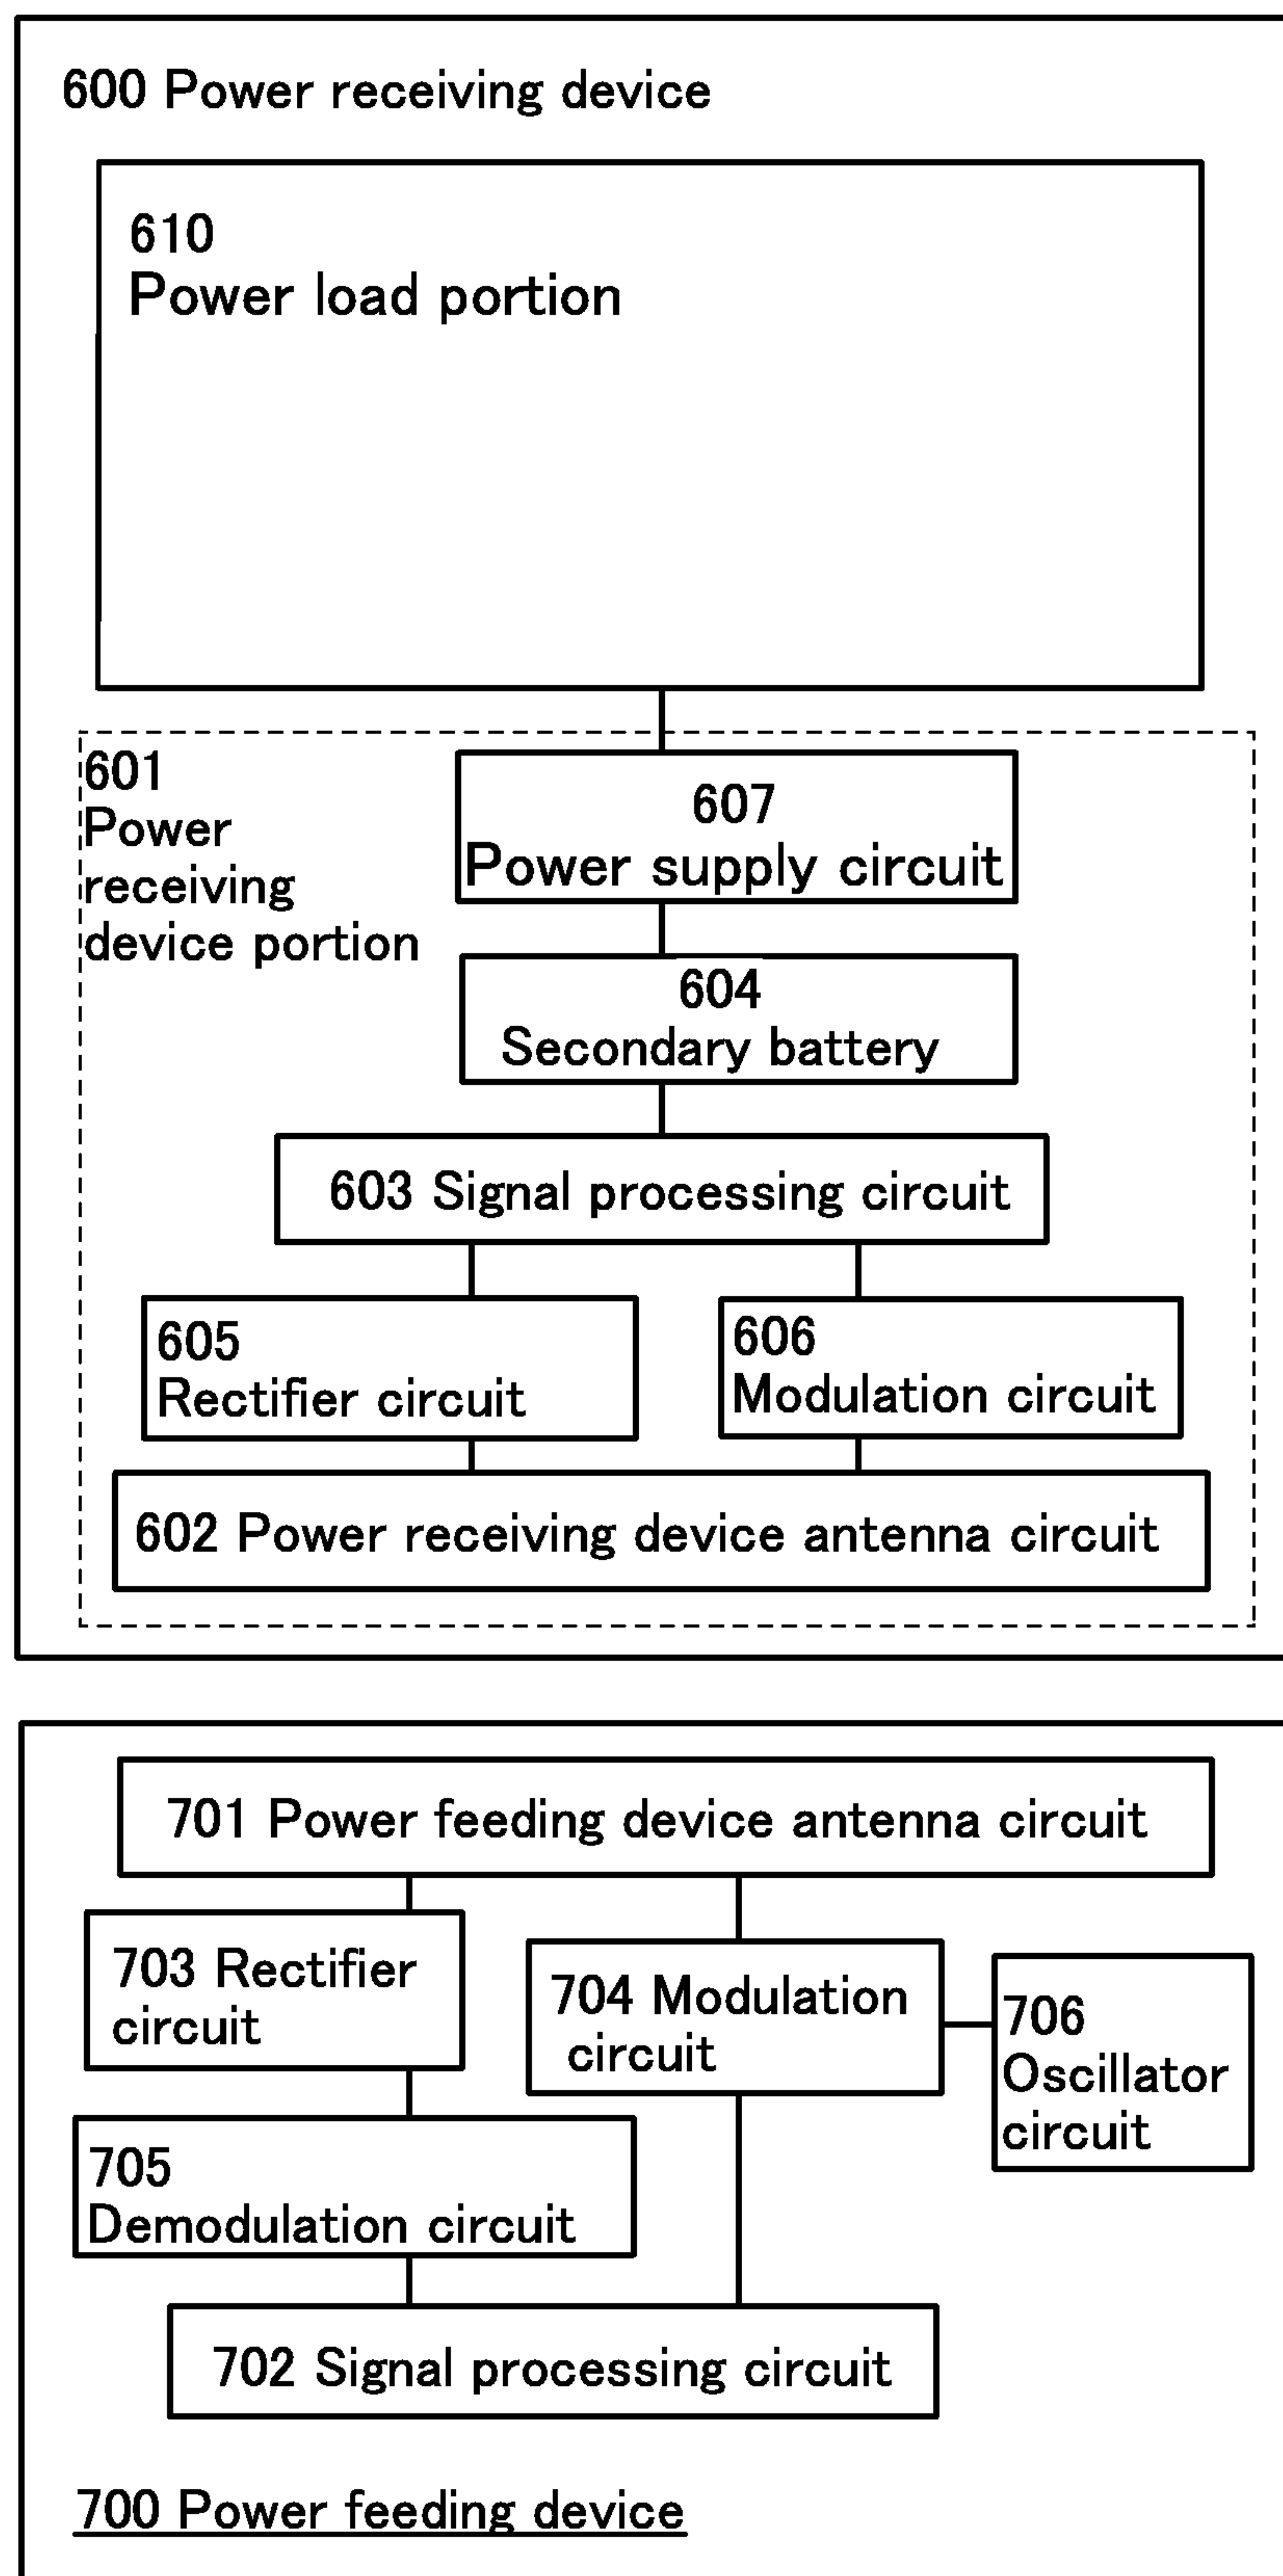 600 Power receiving device
610
Power load portion
601
Power
receiving
device portion
607
Power supply circuit
604
Secondary battery
603 Signal processing circuit
605
Rectifier circuit
606
Modulation circuit
602 Power receiving device antenna circuit
701 Power feeding device antenna circuit
703 Rectifier
circuit
704 Modulation
circuit
706
Oscillator
circuit
705
Demodulation circuit
702 Signal processing circuit
700 Power feeding device